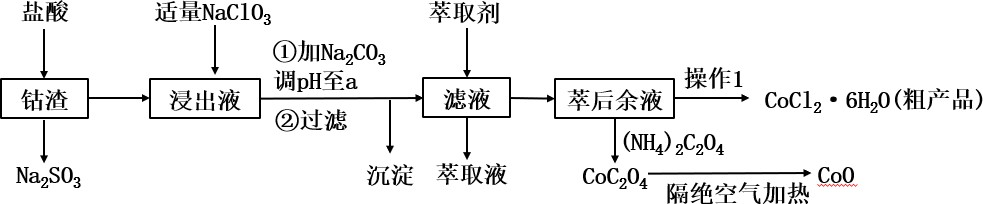 盐酸
适量NaClO3
萃取剂
①加Na2CO3
调pH至a
②过滤
钴渣
浸出液
滤液
萃后余液
操作1
CoCl2·6H2O(粗产品)
Na2SO3
沉淀
萃取液
(NH4)2C2O4
CoC2O4
隔绝空气加热
CoO